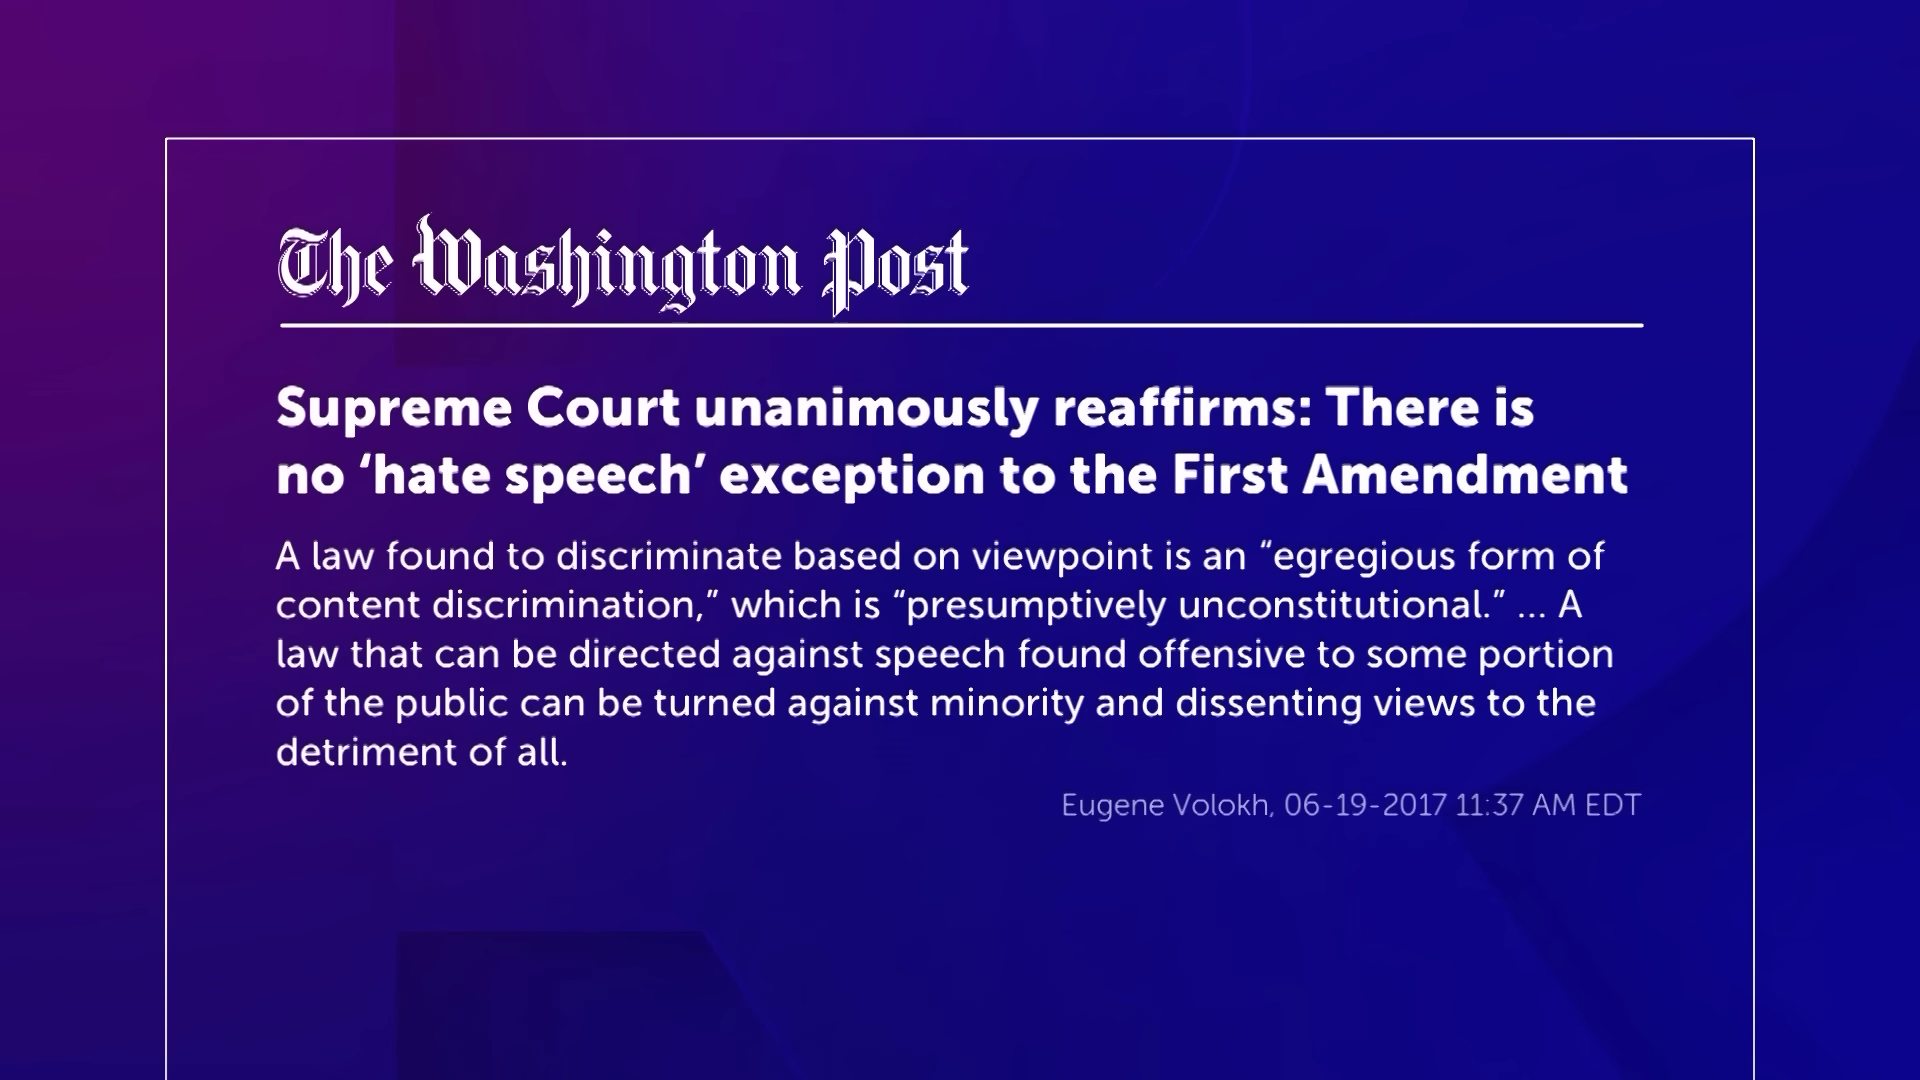 The Washington Post
Supreme Court unanimously reaffirms: There is
no ‘hate speech’ exception to the First Amendment
A law found to discriminate based on viewpoint is an “egregious form of
content discrimination,” which is “presumptively unconstitutional.” ... A
law that can be directed against speech found offensive to some portion
of the public can be turned against minority and dissenting views to the
detriment of all.
Eugene Volokh, 06-19-2017 11:37 AM EDT